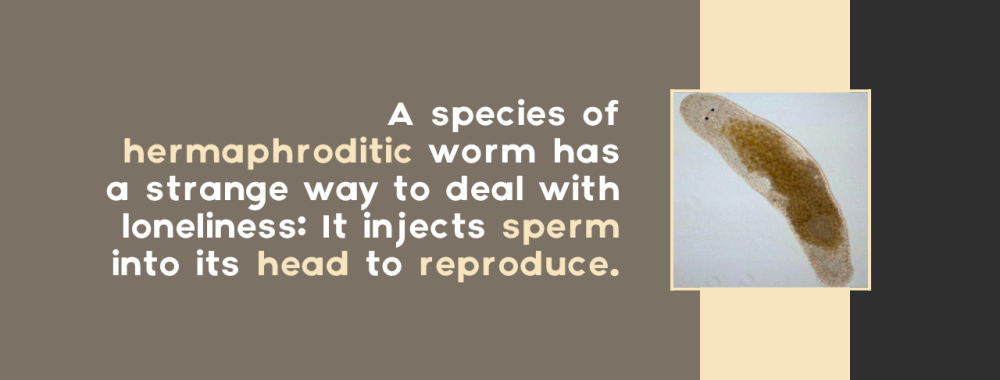 A species of
hermaphroditic worm has
a strange way to deal with
loneliness: It injects sperm
into its head to reproduce.